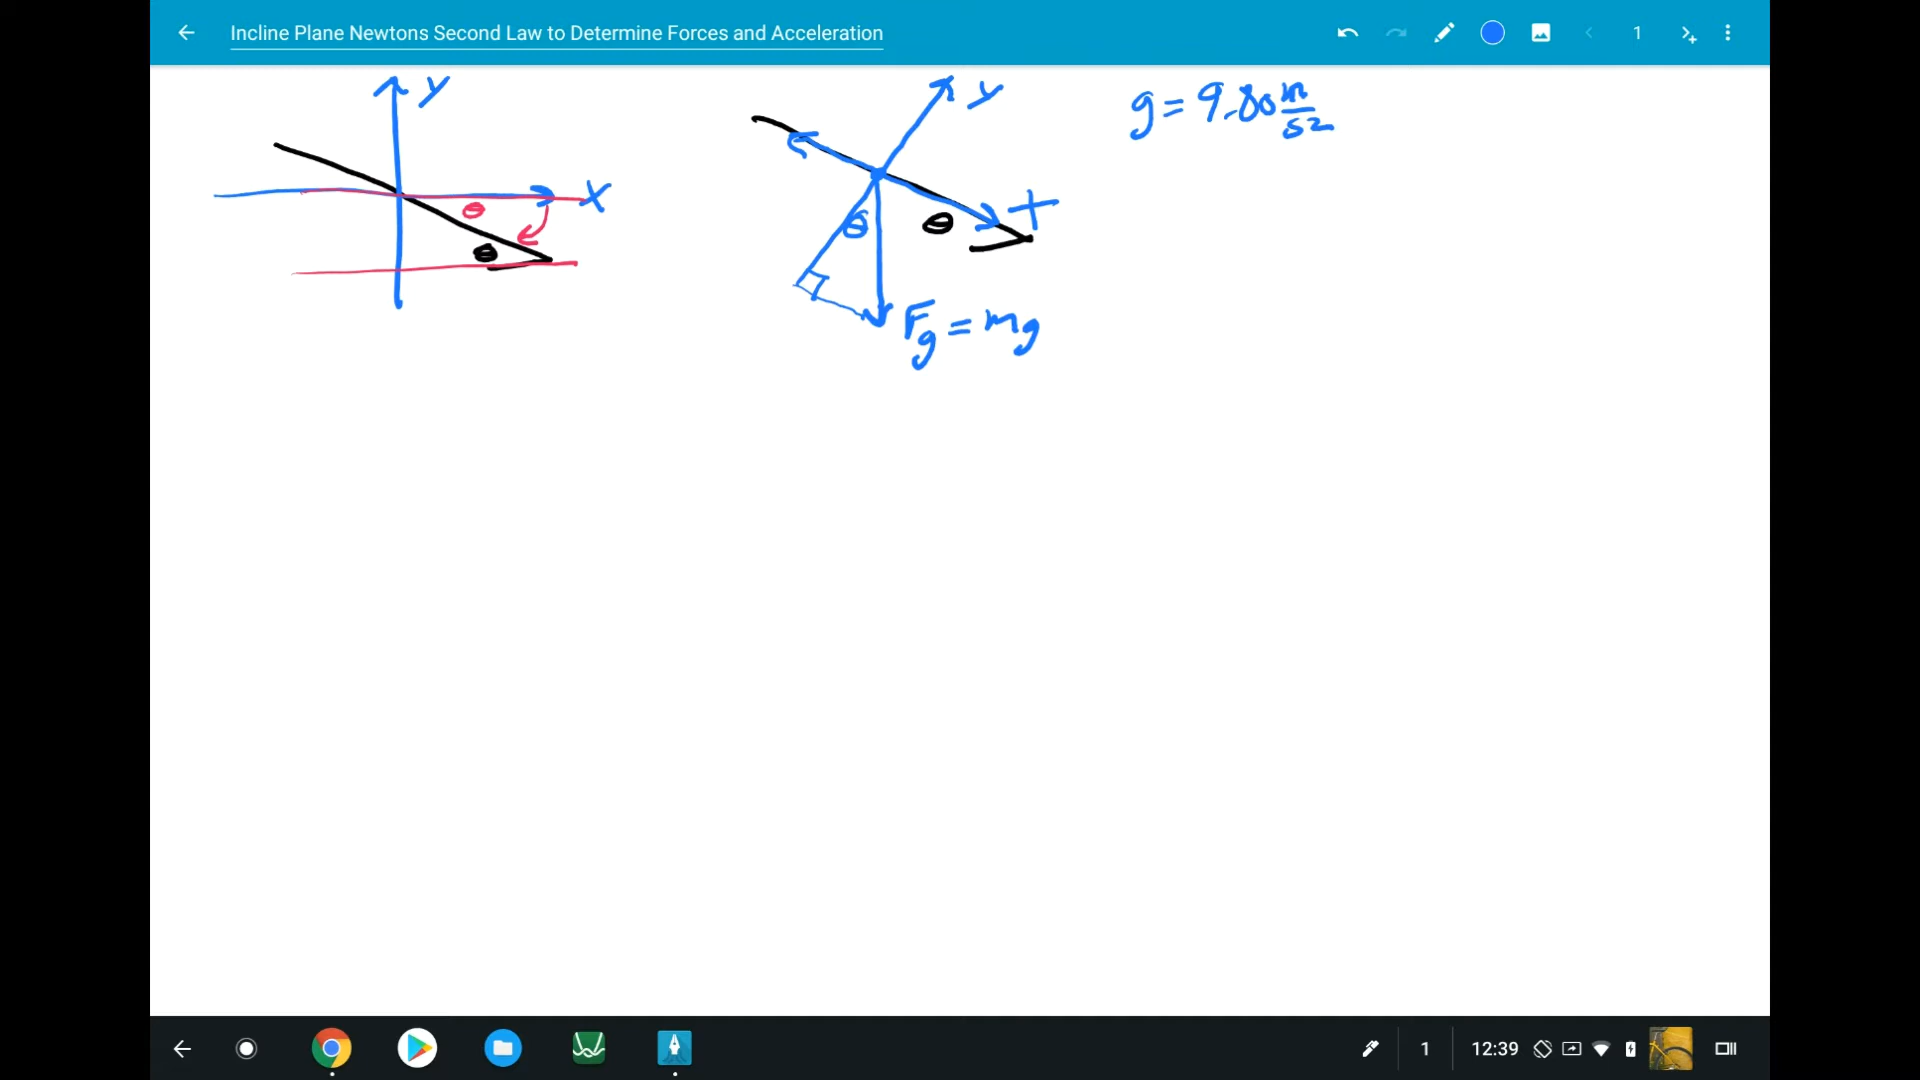 Incline Plane Newtons Second Law to Determine Forces and Acceleration
1
y
x
θ
θ
y
+
θ
θ
Fg = mg
g = 9.80 m/s2
1
12:39